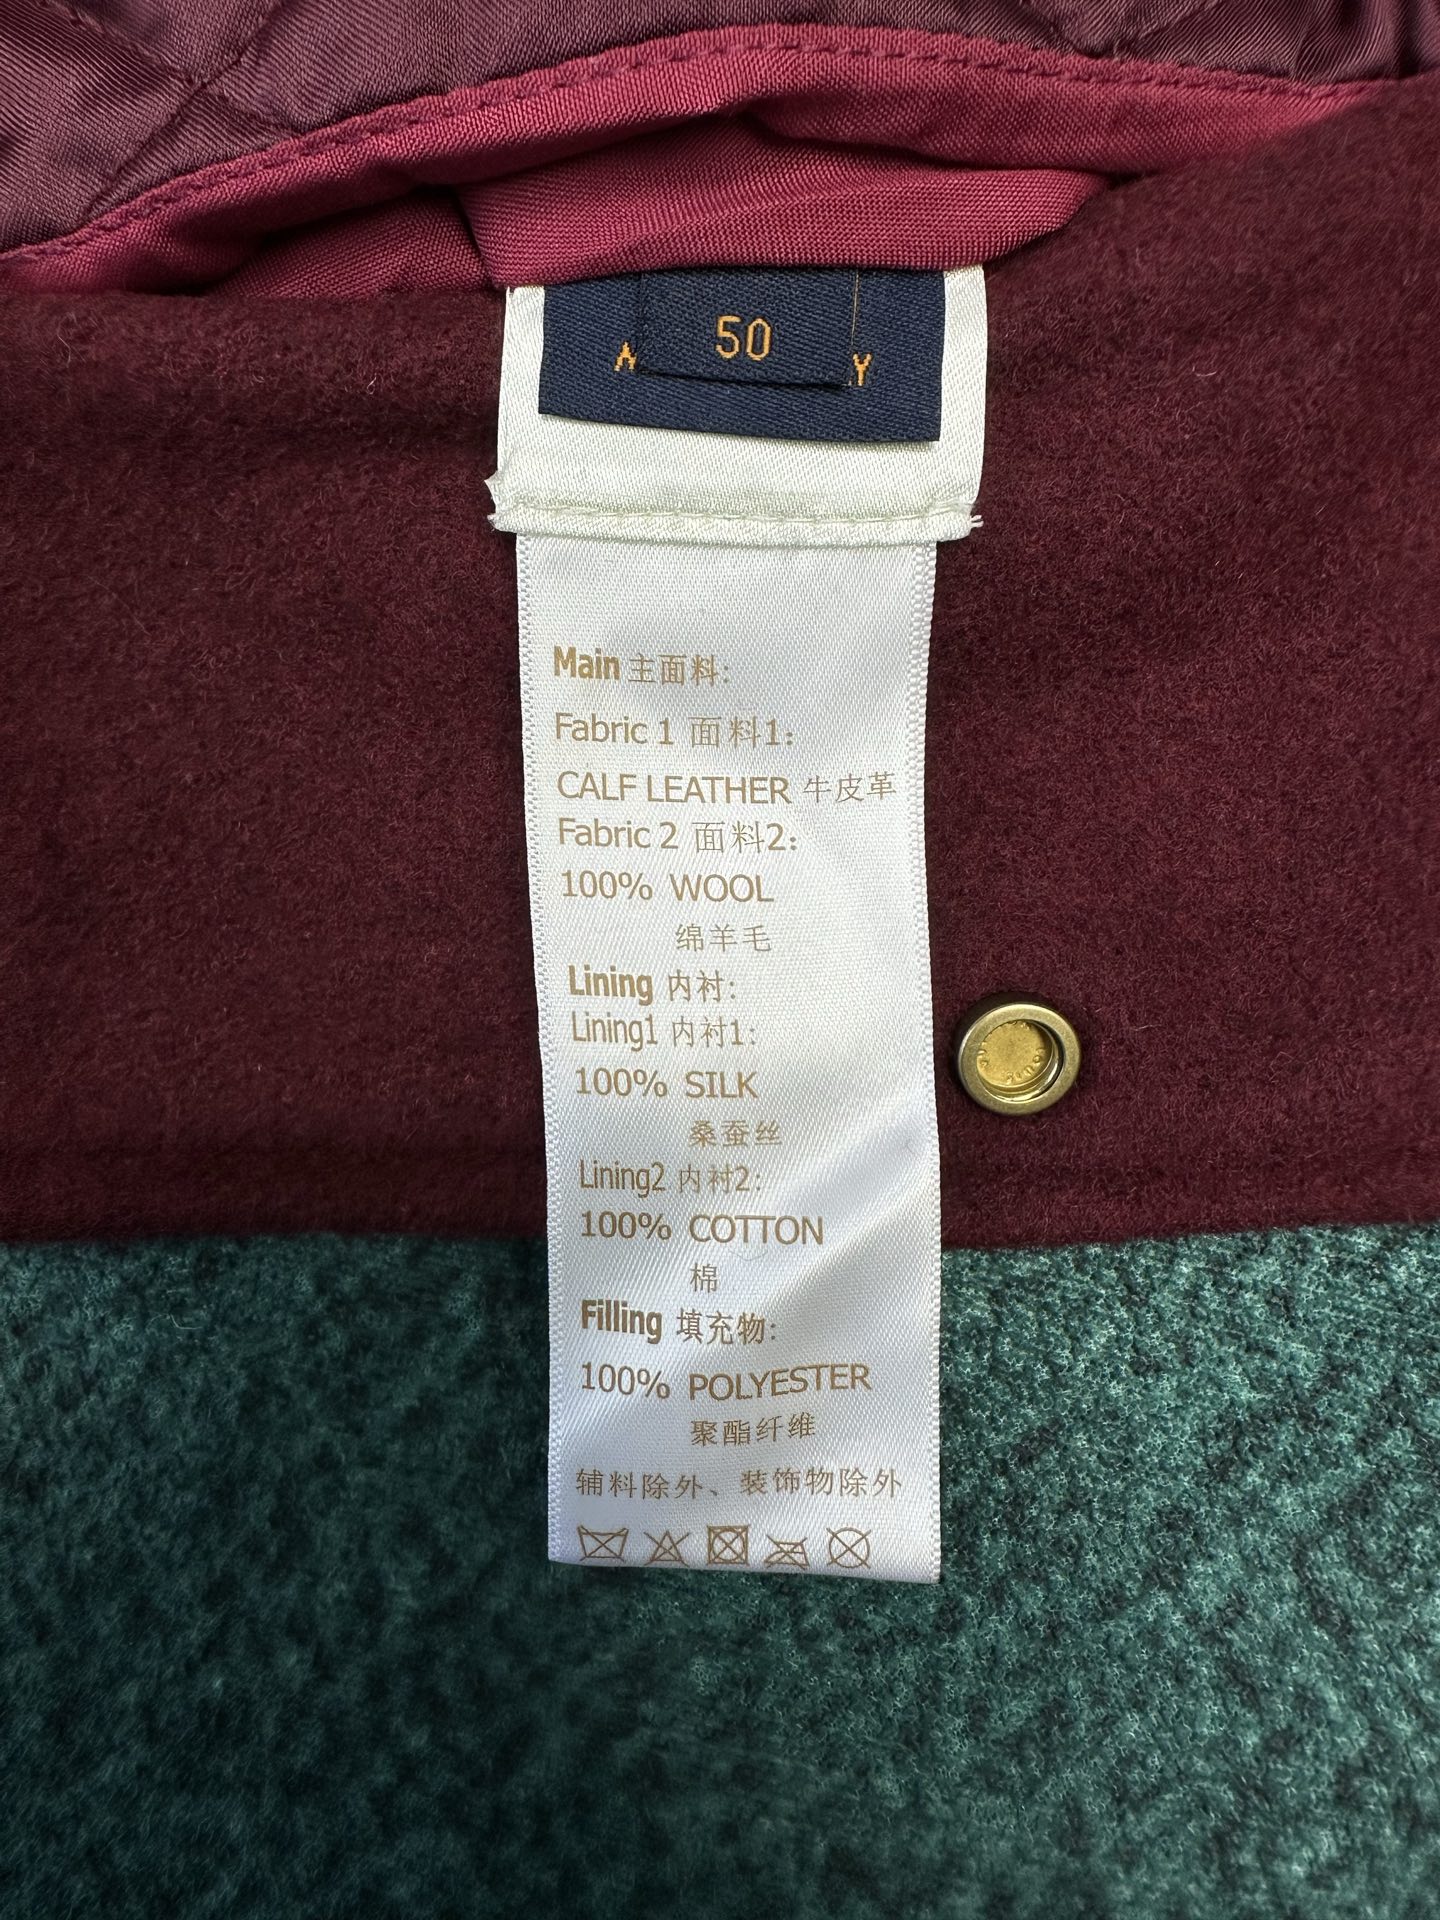 50
Main 主面料:
Fabric 1 面料1:
CALF LEATHER 牛皮革
Fabric 2 面料2:
100% WOOL
绵羊毛
Lining 内衬:
Lining1 内衬1:
100% SILK
桑蚕丝
Lining2 内衬2:
100% COTTON
棉
Filling 填充物:
100% POLYESTER
聚酯纤维
辅料除外、装饰物除外